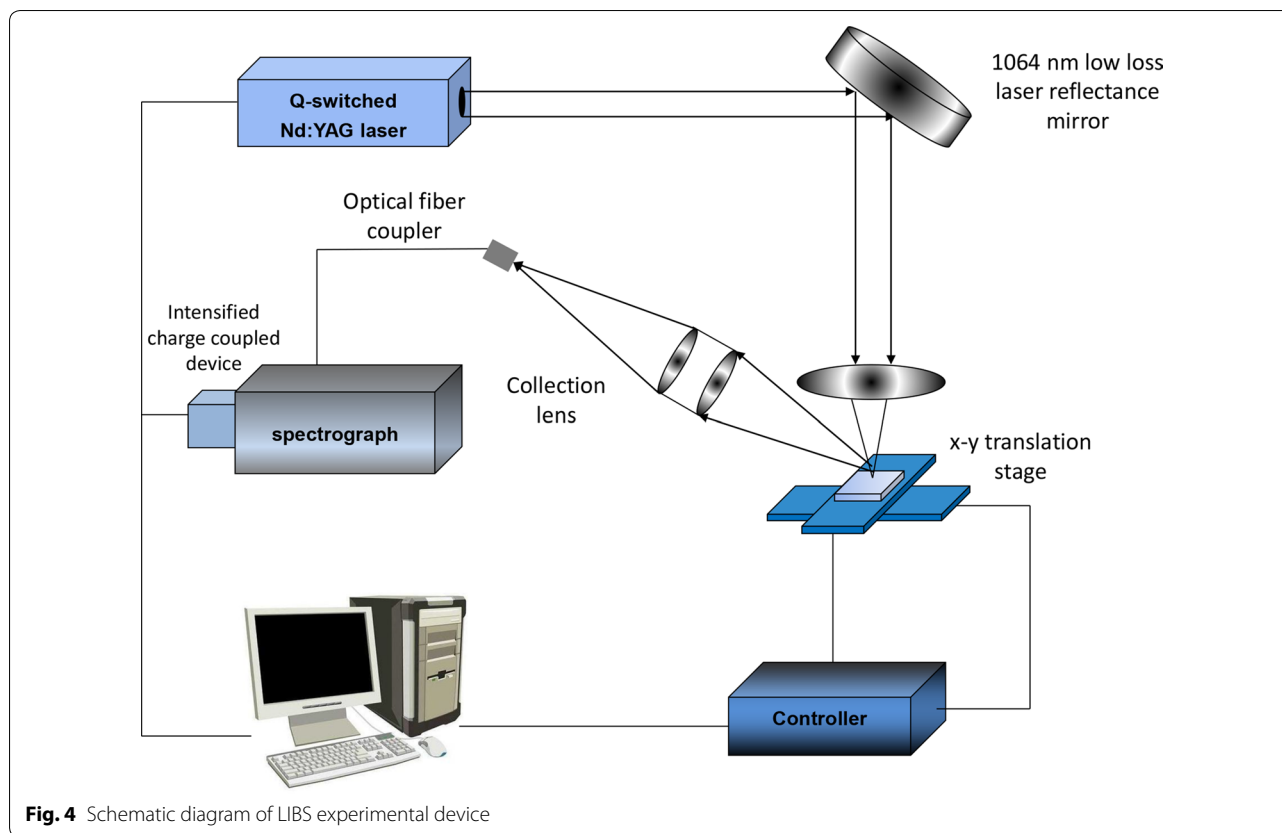 Q-switched
Nd:YAG laser
1064 nm low loss
laser reflectance
mirror
Optical fiber
coupler
Intensified
charge coupled
device
Collection
lens
spectrograph
x-y translation
stage
Controller
Fig. 4 Schematic diagram of LIBS experimental device